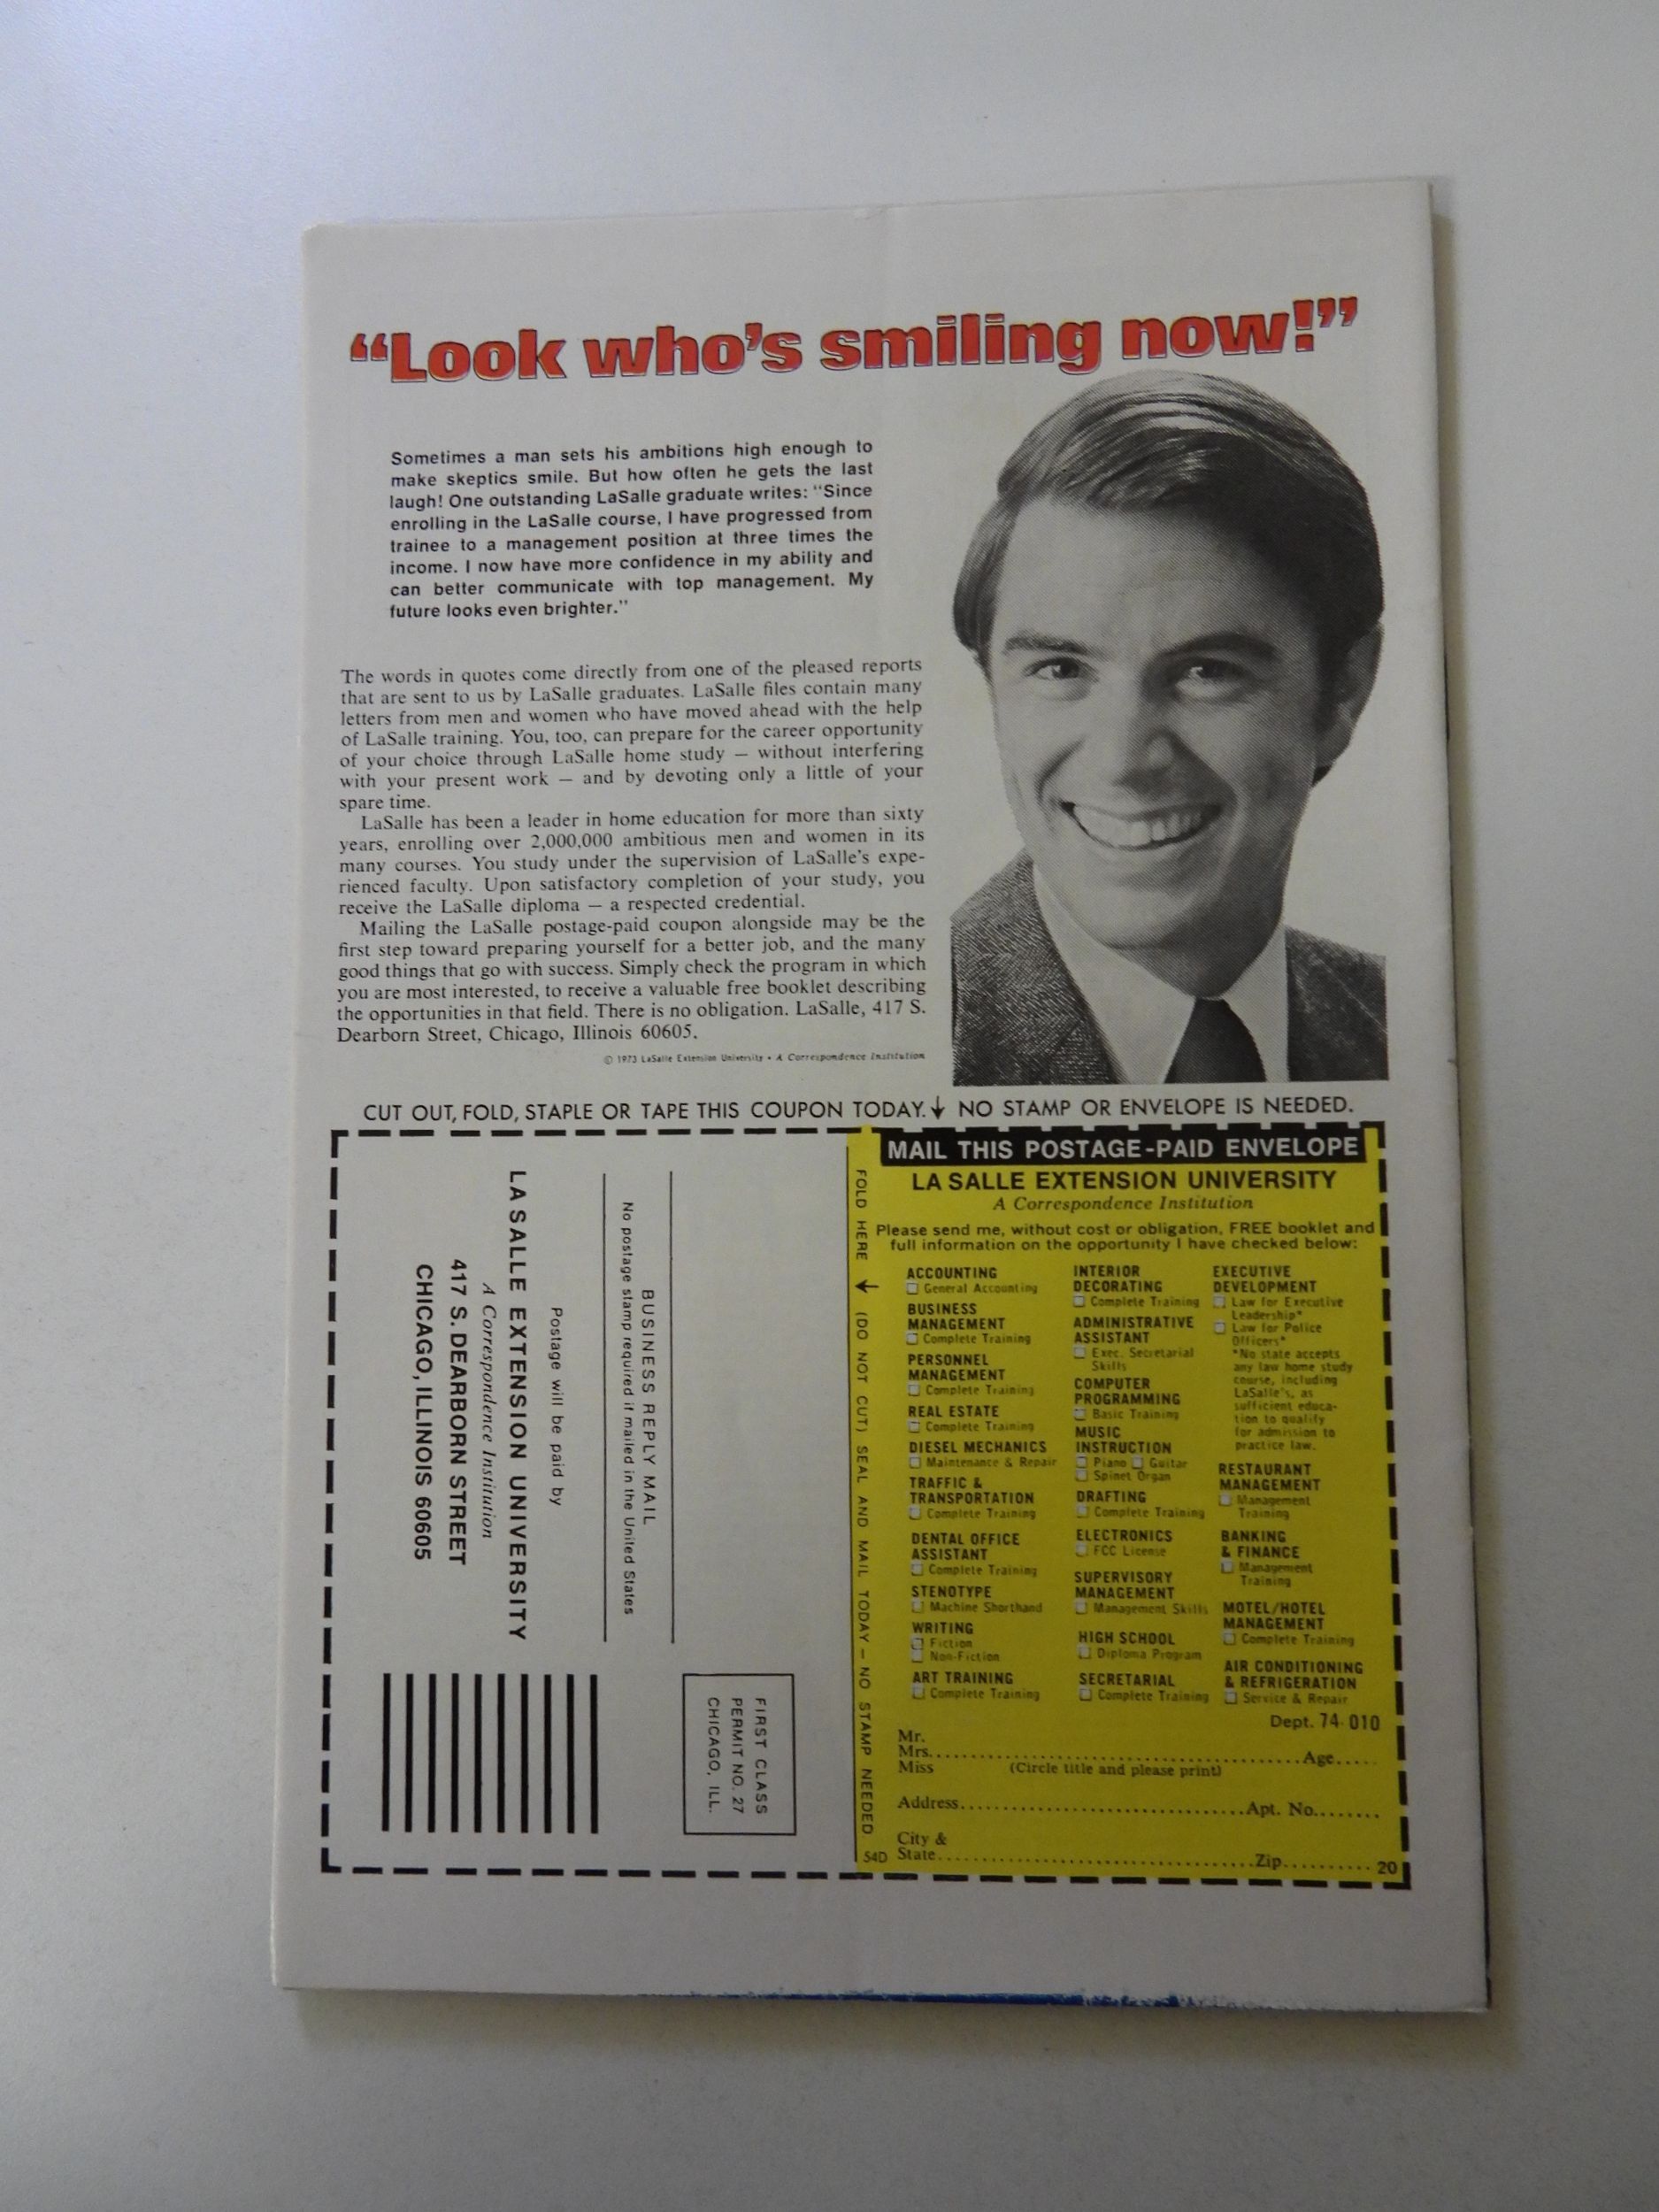 “Look who’s smiling now!”
Sometimes a man sets his ambitions high enough to
make skeptics smile. But how often he gets the last
laugh! One outstanding LaSalle graduate writes: “Since
enrolling in the LaSalle course, I have progressed from
trainee to a management position at three times the
income. I now have more confidence in my ability and
can better communicate with top management. My
future looks even brighter.”
The words in quotes come directly from one of the pleased reports
that are sent to us by LaSalle graduates. LaSalle files contain many
letters from men and women who have moved ahead with the help
of LaSalle training. You, too, can prepare for the career opportunity
of your choice through LaSalle home study — without interfering
with your present work — and by devoting only a little of your
spare time.
LaSalle has been a leader in home education for more than sixty
years, enrolling over 2,000,000 ambitious men and women in its
many courses. You study under the supervision of LaSalle’s expe-
rienced faculty. Upon satisfactory completion of your study, you
receive the LaSalle diploma — a respected credential.
Mailing the LaSalle postage-paid coupon alongside may be the
first step toward preparing yourself for a better job, and the many
good things that go with success. Simply check the program in which
you are most interested, to receive a valuable free booklet describing
the opportunities in that field. There is no obligation. LaSalle, 417 S.
Dearborn Street, Chicago, Illinois 60605.
© 1973 LaSalle Extension University • A Correspondence Institution
CUT OUT, FOLD, STAPLE OR TAPE THIS COUPON TODAY. ↓ NO STAMP OR ENVELOPE IS NEEDED.
FIRST CLASS
PERMIT NO. 27
CHICAGO, ILL.
BUSINESS REPLY MAIL
No postage stamp required if mailed in the United States
Postage will be paid by
LA SALLE EXTENSION UNIVERSITY
A Correspondence Institution
417 S. DEARBORN STREET
CHICAGO, ILLINOIS 60605
FOLD HERE (DO NOT CUT) SEAL AND MAIL TODAY — NO STAMP NEEDED
S4D
MAIL THIS POSTAGE-PAID ENVELOPE
LA SALLE EXTENSION UNIVERSITY
A Correspondence Institution
Please send me, without cost or obligation, FREE booklet and
full information on the opportunity I have checked below:
ACCOUNTING
☐ General Accounting
BUSINESS
MANAGEMENT
☐ Complete Training
PERSONNEL
MANAGEMENT
☐ Complete Training
REAL ESTATE
☐ Complete Training
DIESEL MECHANICS
☐ Maintenance & Repair
TRAFFIC &
TRANSPORTATION
☐ Complete Training
DENTAL OFFICE
ASSISTANT
☐ Complete Training
STENOTYPE
☐ Machine Shorthand
WRITING
☐ Fiction
☐ Non-Fiction
ART TRAINING
☐ Complete Training
INTERIOR
DECORATING
☐ Complete Training
ADMINISTRATIVE
ASSISTANT
☐ Exec. Secretarial
Skills
COMPUTER
PROGRAMMING
☐ Basic Training
MUSIC
INSTRUCTION
☐ Piano ☐ Guitar
☐ Spinet Organ
DRAFTING
☐ Complete Training
ELECTRONICS
☐ FCC License
SUPERVISORY
MANAGEMENT
☐ Management Skills
HIGH SCHOOL
☐ Diploma Program
SECRETARIAL
☐ Complete Training
EXECUTIVE
DEVELOPMENT
☐ Law for Executive
Leadership*
☐ Law for Police
Officers*
*No state accepts
any law home study
course, including
LaSalle’s, as
sufficient educa-
tion to qualify
for admission to
practice law.
RESTAURANT
MANAGEMENT
☐ Management
Training
BANKING
& FINANCE
☐ Management
Training
MOTEL/HOTEL
MANAGEMENT
☐ Complete Training
AIR CONDITIONING
& REFRIGERATION
☐ Service & Repair
Dept. 74-010
Mr.
Mrs. Age
Miss (Circle title and please print)
Address Apt. No.
City &
State Zip 20